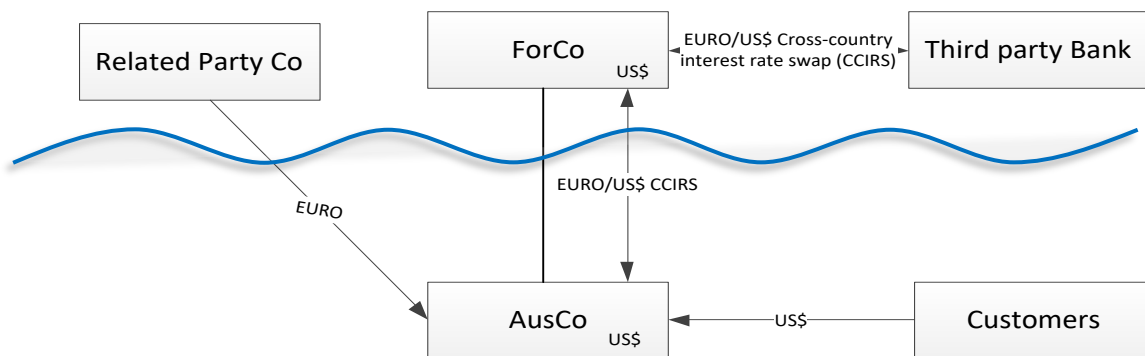 Related Party Co
ForCo
US$
EURO/US$ Cross-country
interest rate swap (CCIRS)
Third party Bank
EURO/US$ CCIRS
EURO
AusCo
US$
US$
Customers